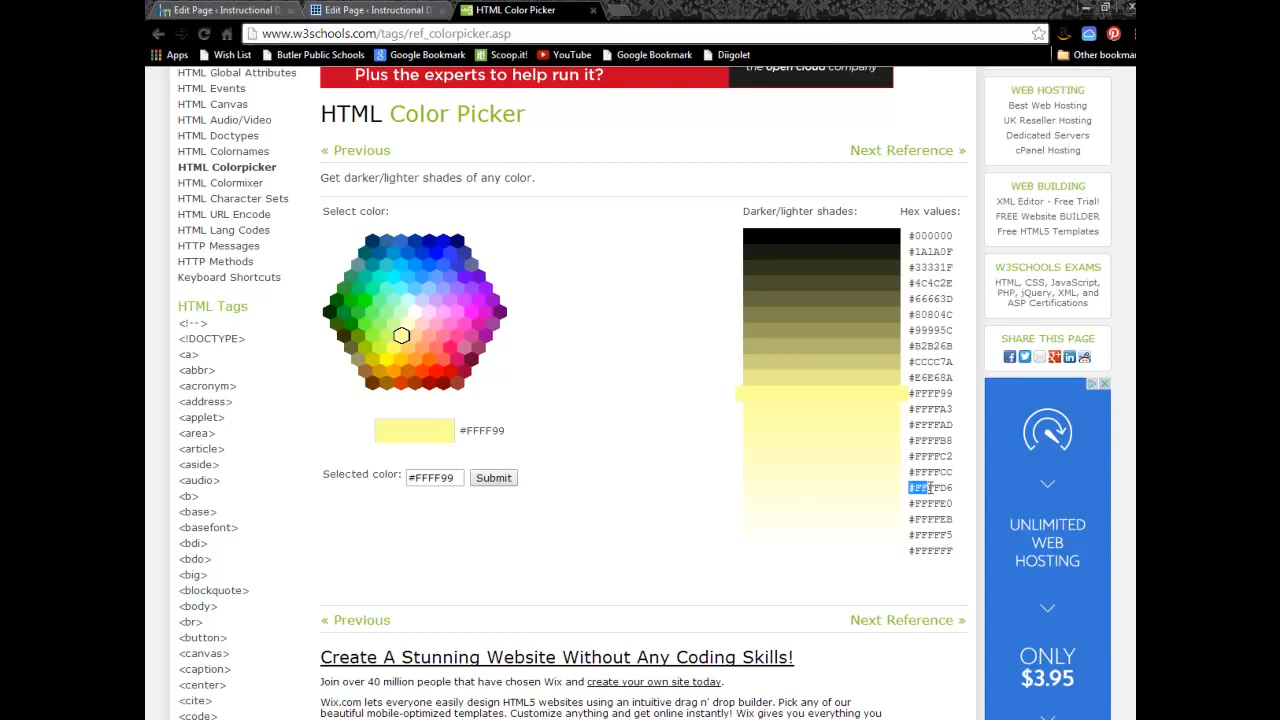 Edit Page ‹ Instructional D
Edit Page ‹ Instructional D
HTML Color Picker
www.w3schools.com/tags/ref_colorpicker.asp
Apps
Wish List
Butler Public Schools
Google Bookmark
Scoop.it!
YouTube
Google Bookmark
Diigolet
Other bookmar
HTML Global Attributes
HTML Events
HTML Canvas
HTML Audio/Video
HTML Doctypes
HTML Colornames
HTML Colorpicker
HTML Colormixer
HTML Character Sets
HTML URL Encode
HTML Lang Codes
HTTP Messages
HTTP Methods
Keyboard Shortcuts
HTML Tags
<!-->
<!DOCTYPE>
<a>
<abbr>
<acronym>
<address>
<applet>
<area>
<article>
<aside>
<audio>
<b>
<base>
<basefont>
<bdi>
<bdo>
<big>
<blockquote>
<body>
<br>
<button>
<canvas>
<caption>
<center>
<cite>
<code>
Plus the experts to help run it?
the open cloud company
HTML Color Picker
« Previous
Next Reference »
Get darker/lighter shades of any color.
Select color:
Darker/lighter shades:
Hex values:
#000000
#1A1A0F
#33331F
#4C4C2E
#66663D
#80804C
#99995C
#B2B26B
#CCCC7A
#E6E68A
#FFFF99
#FFFFA3
#FFFFAD
#FFFFB8
#FFFFC2
#FFFFCC
#FFFFD6
#FFFFE0
#FFFFEB
#FFFFF5
#FFFFFF
#FFFF99
Selected color: #FFFF99 Submit
« Previous
Next Reference »
Create A Stunning Website Without Any Coding Skills!
Join over 40 million people that have chosen Wix and create your own site today.
Wix.com lets everyone easily design HTML5 websites using an intuitive drag n' drop builder. Pick any of our
beautiful mobile-optimized templates. Customize anything and get online instantly! Wix gives you everything you
WEB HOSTING
Best Web Hosting
UK Reseller Hosting
Dedicated Servers
cPanel Hosting
WEB BUILDING
XML Editor - Free Trial!
FREE Website BUILDER
Free HTML5 Templates
W3SCHOOLS EXAMS
HTML, CSS, JavaScript,
PHP, jQuery, XML, and
ASP Certifications
SHARE THIS PAGE
UNLIMITED
WEB
HOSTING
ONLY
$3.95